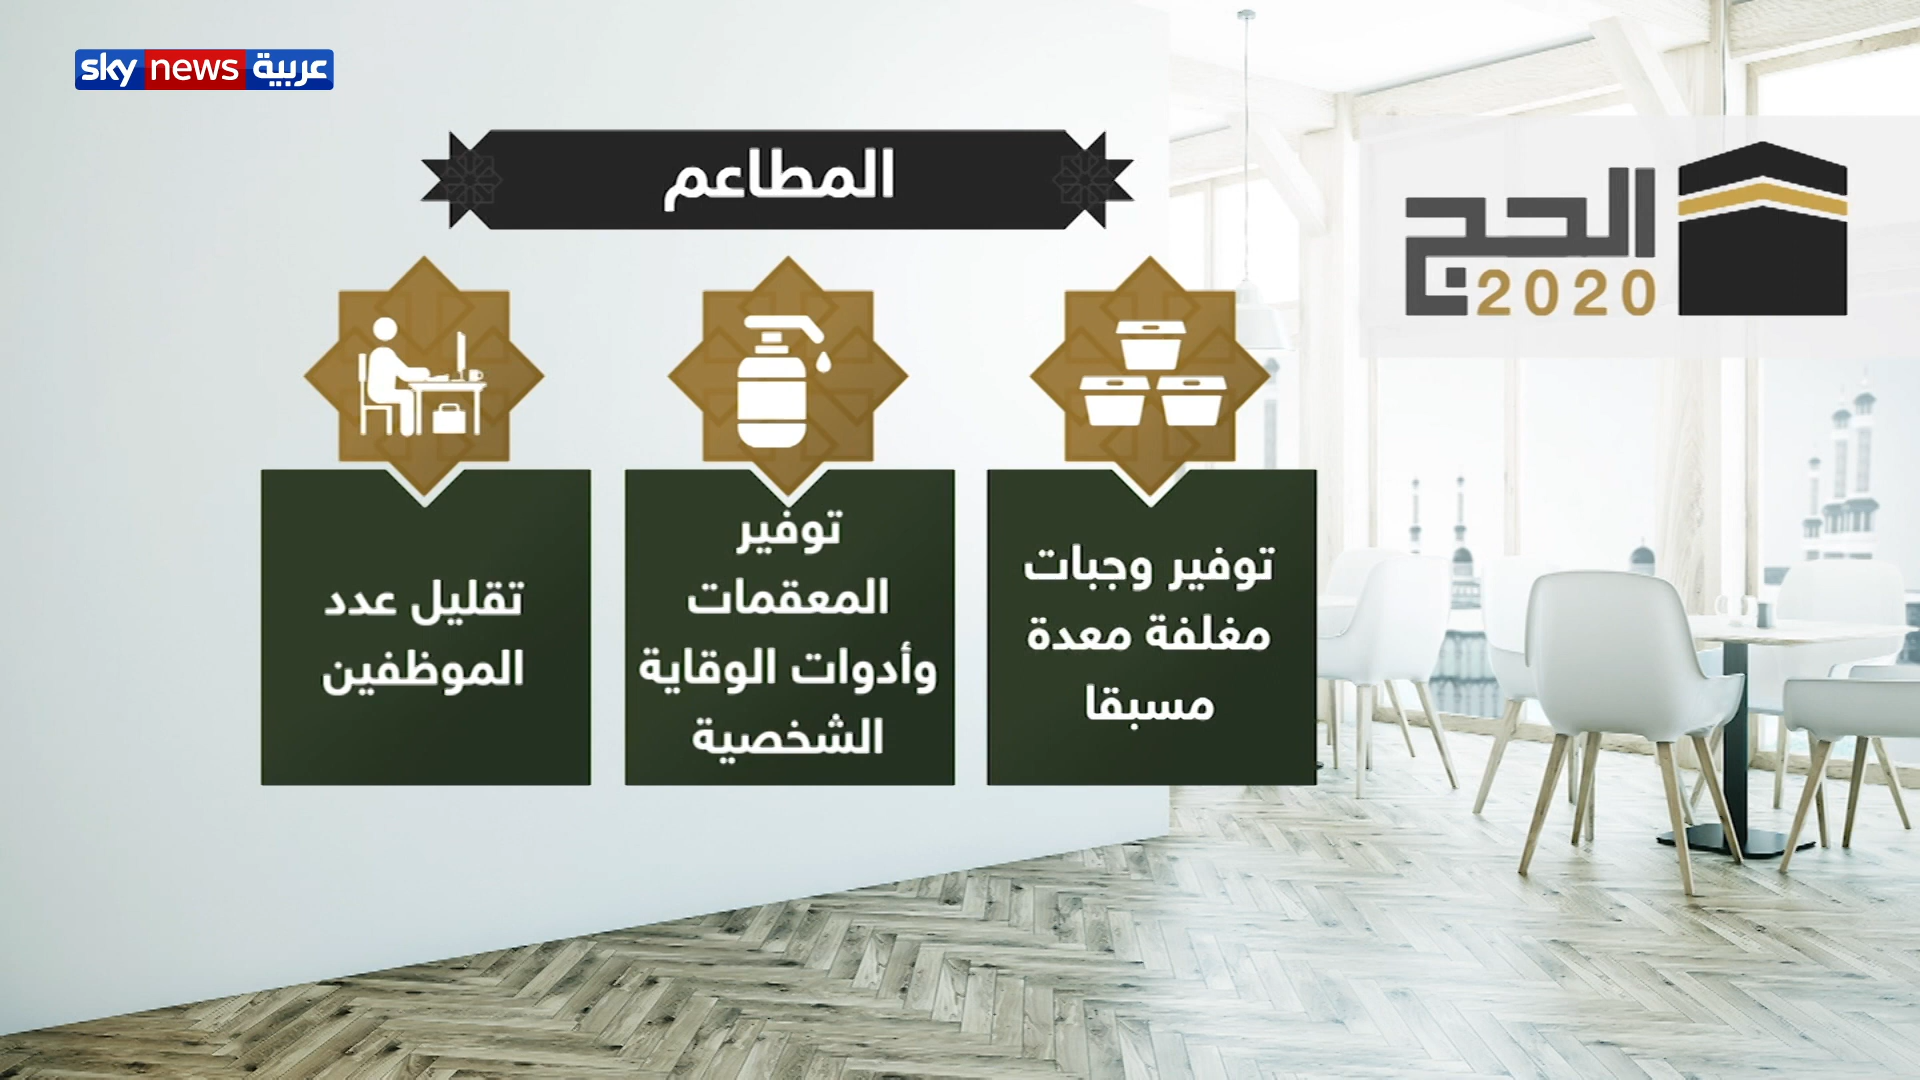 sky news عربية
المطاعم
الحج
2020
توفير وجبات
مغلفة معدة
مسبقا
توفير
المعقمات
وأدوات الوقاية
الشخصية
تقليل عدد
الموظفين